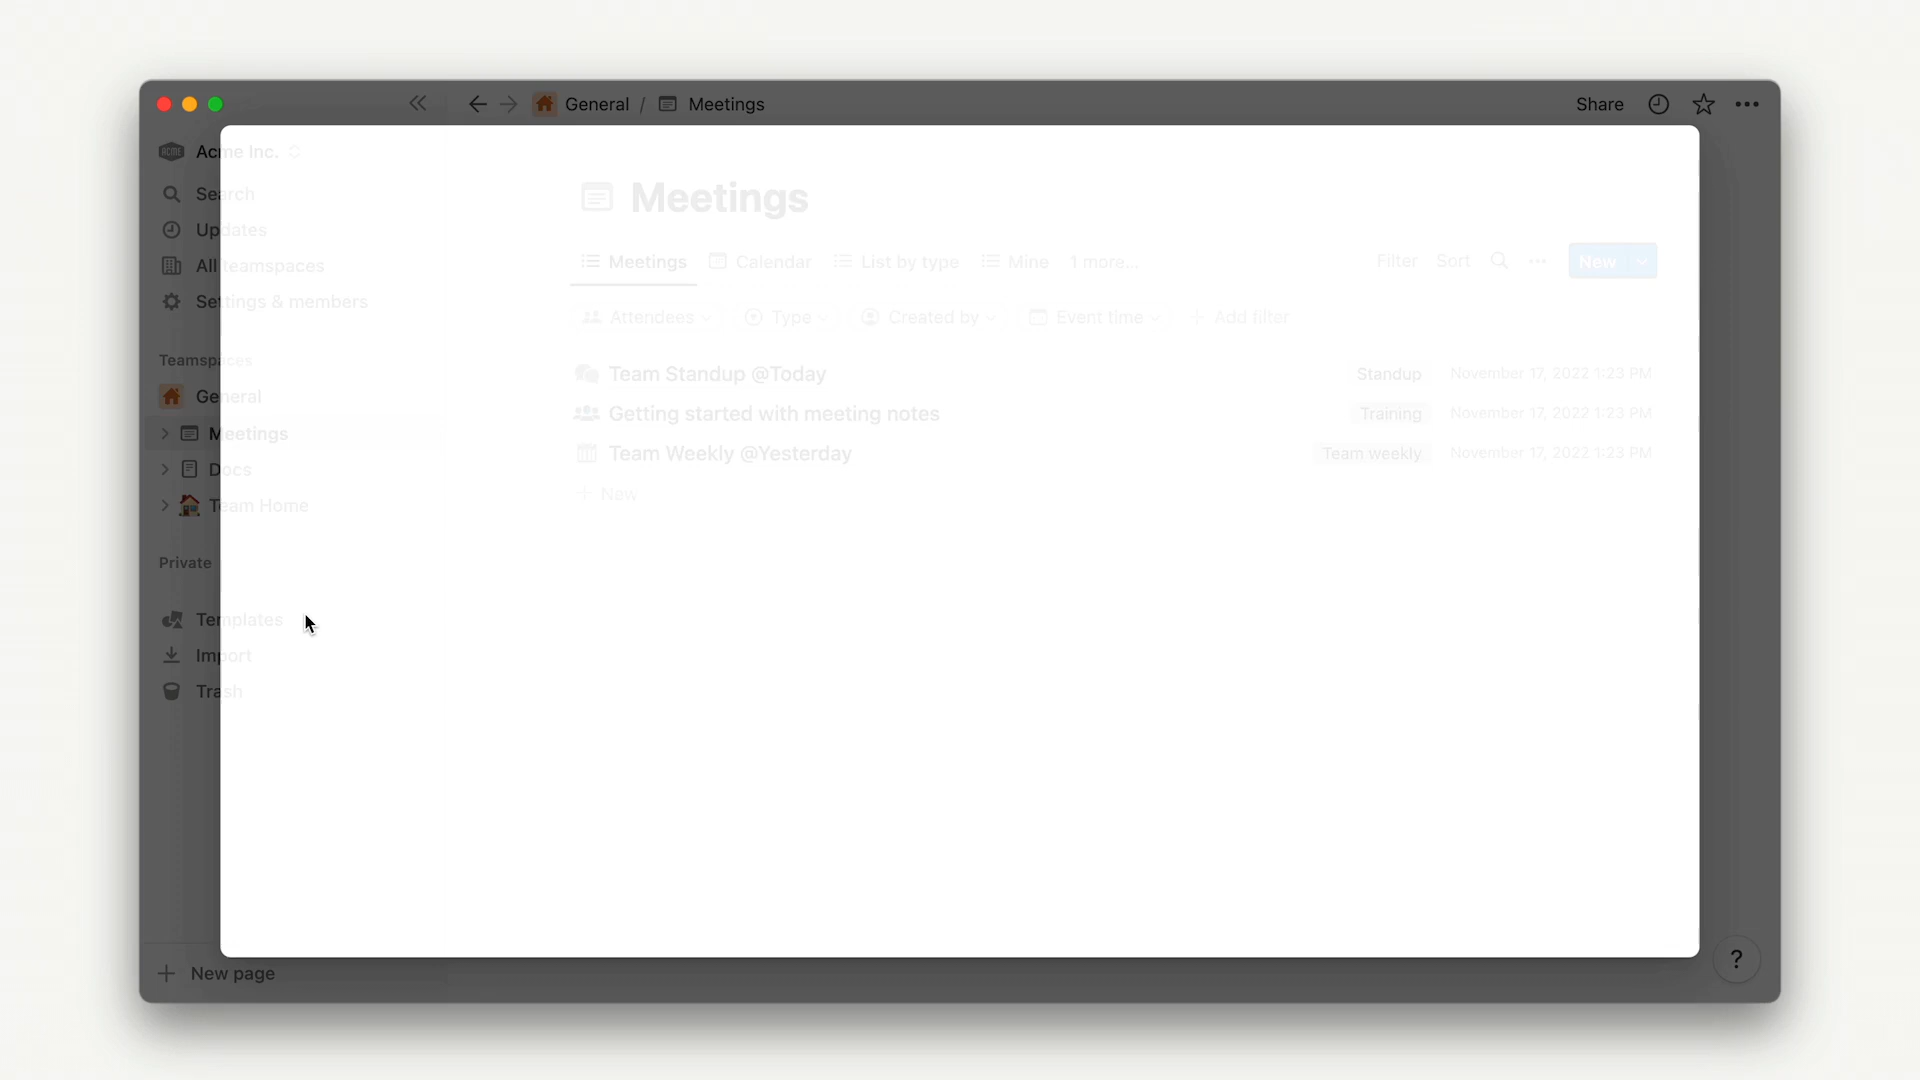 General / Meetings
Share
ACME Acme Inc.
Search
Updates
All teamspaces
Settings & members
Teamspaces
General
Meetings
Docs
Team Home
Private
Templates
Import
Trash
New page
Meetings
Meetings Calendar List by type Mine 1 more...
Filter Sort New
Attendees Type Created by Event time + Add filter
Team Standup @Today Standup November 17, 2022 1:23 PM
Getting started with meeting notes Training November 17, 2022 1:23 PM
Team Weekly @Yesterday Team weekly November 17, 2022 1:23 PM
+ New
?